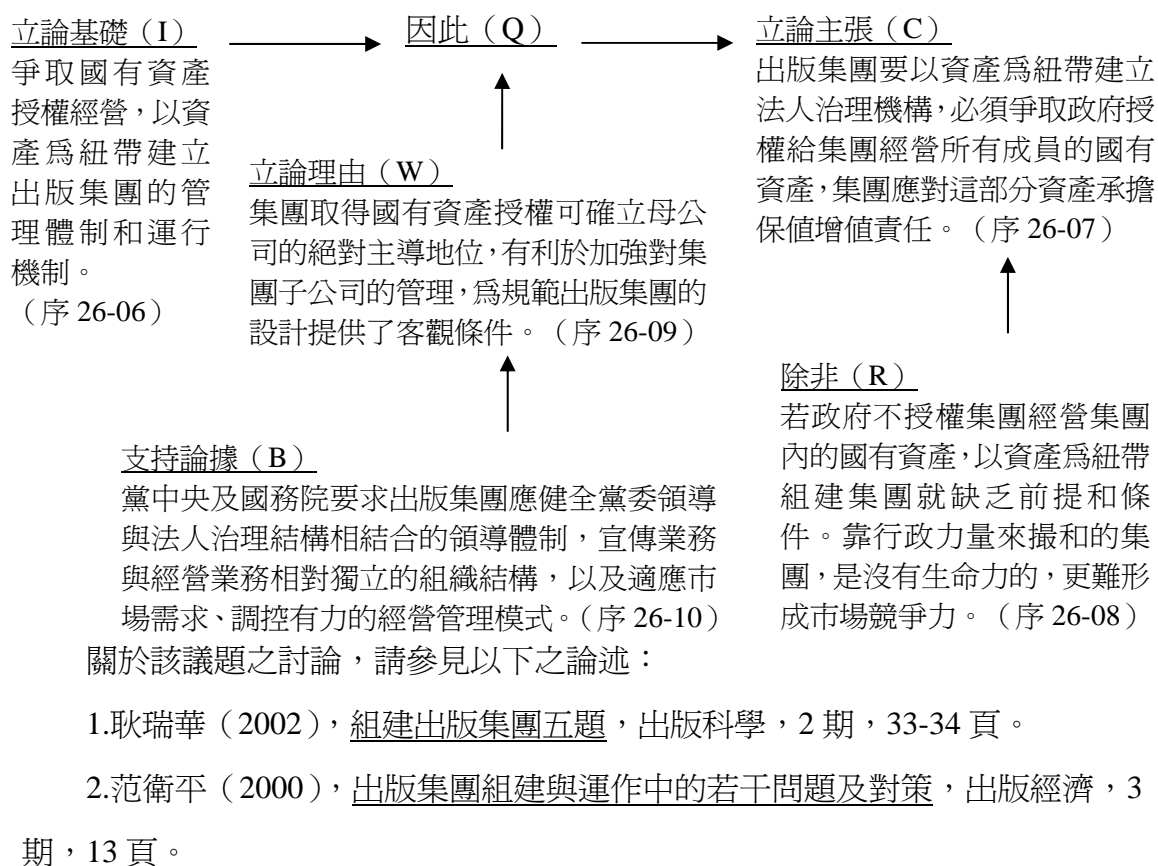 立論基礎（I）
爭取國有資產
授權經營，以資
產為紐帶建立
出版集團的管
理體制和運行
機制。
（序 26-06）
因此（Q）
立論主張（C）
出版集團要以資產為紐帶建立
法人治理機構，必須爭取政府授
權給集團經營所有成員的國有
資產，集團應對這部分資產承擔
保值增值責任。（序 26-07）
立論理由（W）
集團取得國有資產授權可確立母公
司的絕對主導地位，有利於加強對集
團子公司的管理，為規範出版集團的
設計提供了客觀條件。（序 26-09）
除非（R）
若政府不授權集團經營集團
內的國有資產，以資產為紐帶
組建集團就缺乏前提和條
件。靠行政力量來撮和的集
團，是沒有生命力的，更難形
成市場競爭力。（序 26-08）
支持論據（B）
黨中央及國務院要求出版集團應健全黨委領導
與法人治理結構相結合的領導體制，宣傳業務
與經營業務相對獨立的組織結構，以及適應市
場需求、調控有力的經營管理模式。（序 26-10）
關於該議題之討論，請參見以下之論述：
1.耿瑞華（2002），組建出版集團五題，出版科學，2 期，33-34 頁。
2.范衛平（2000），出版集團組建與運作中的若干問題及對策，出版經濟，3
期，13 頁。